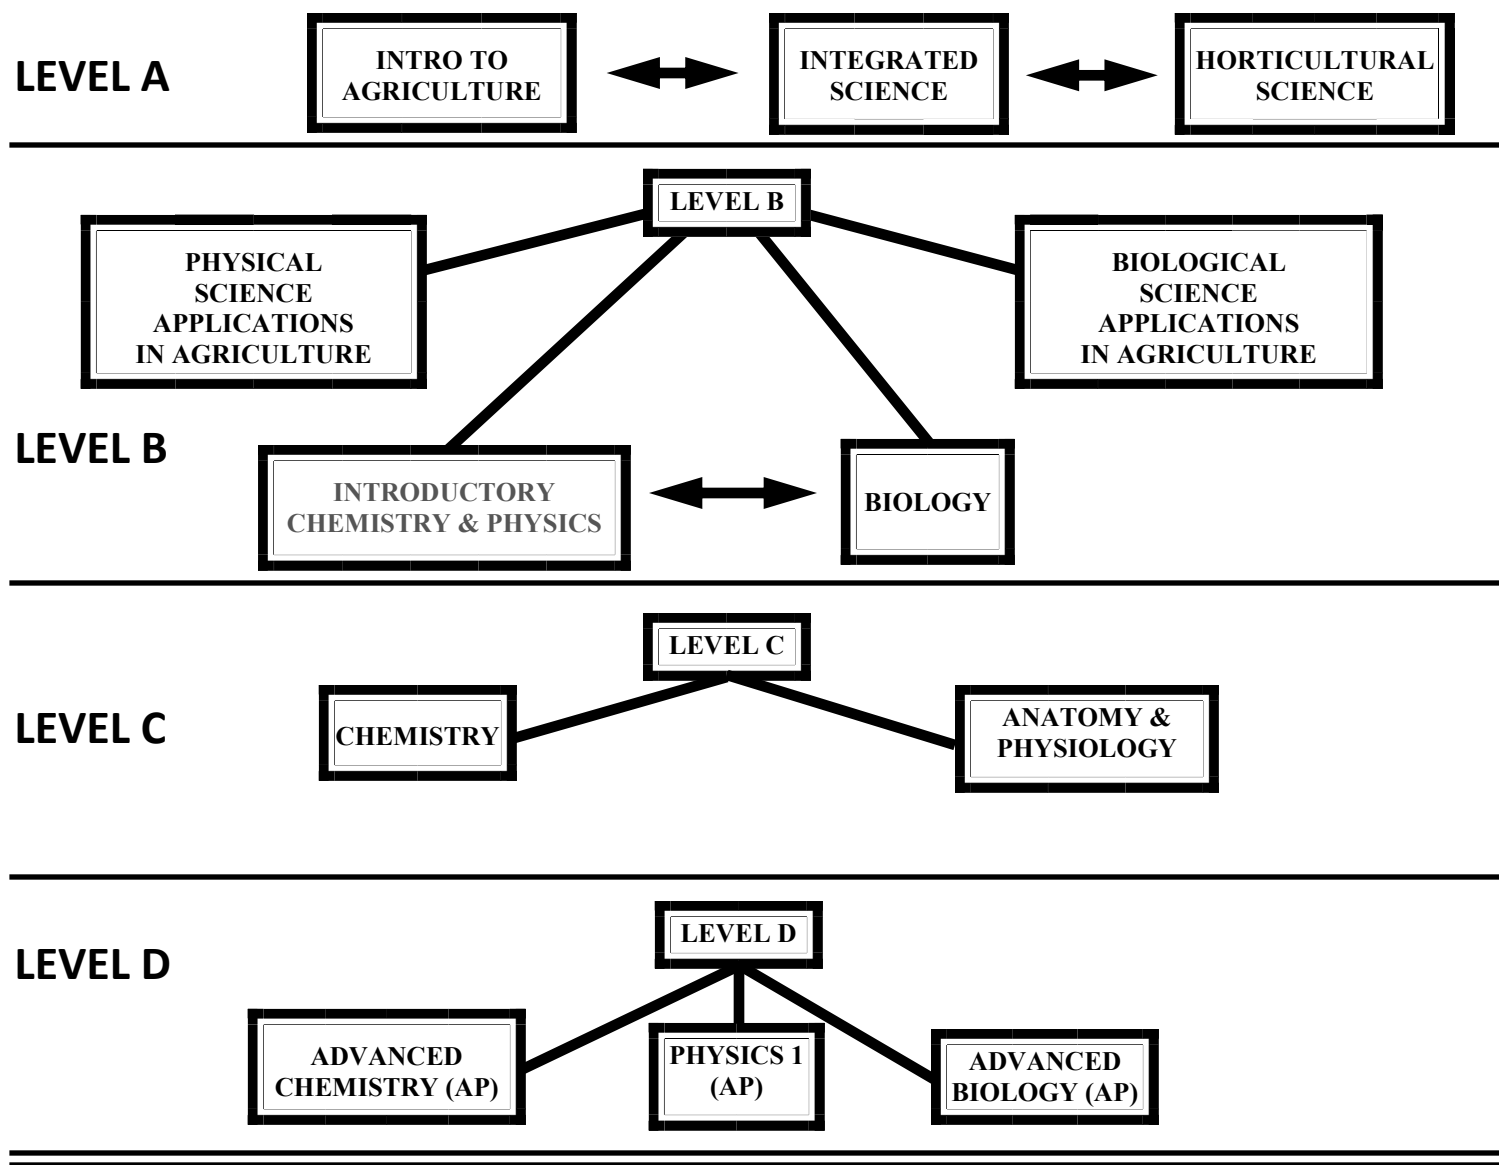 LEVEL A
INTRO TO
AGRICULTURE
INTEGRATED
SCIENCE
HORTICULTURAL
SCIENCE
LEVEL B
PHYSICAL
SCIENCE
APPLICATIONS
IN AGRICULTURE
BIOLOGICAL
SCIENCE
APPLICATIONS
IN AGRICULTURE
LEVEL B
INTRODUCTORY
CHEMISTRY & PHYSICS
BIOLOGY
LEVEL C
LEVEL C
CHEMISTRY
ANATOMY &
PHYSIOLOGY
LEVEL D
LEVEL D
ADVANCED
CHEMISTRY (AP)
PHYSICS 1
(AP)
ADVANCED
BIOLOGY (AP)